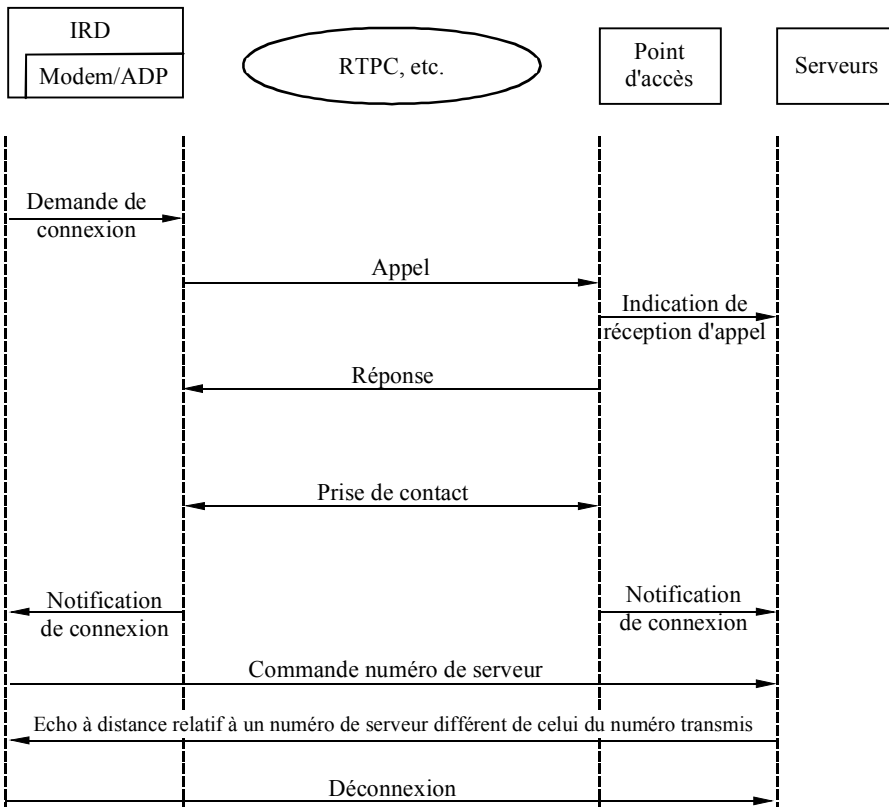 IRD
Modem/ADP
RTPC, etc.
Point
d'accès
Serveurs
Demande de
connexion
Appel
Indication de
réception d'appel
Réponse
Prise de contact
Notification
de connexion
Notification
de connexion
Commande numéro de serveur
Echo à distance relatif à un numéro de serveur différent de celui du numéro transmis
Déconnexion